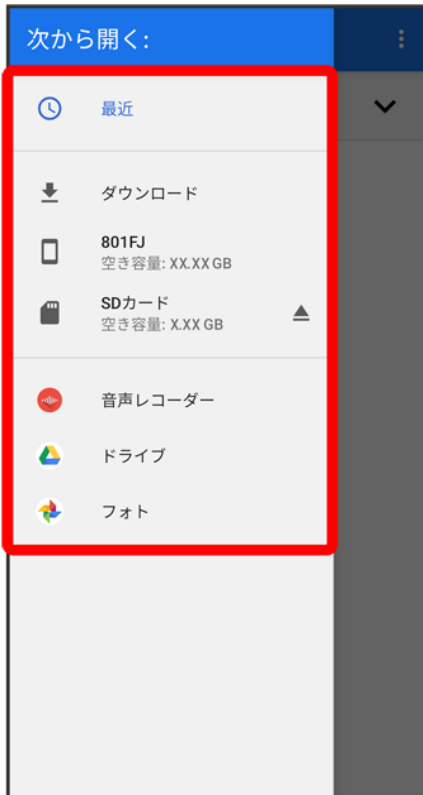 次から開く:
最近
ダウンロード
801FJ
空き容量: XX.XX GB
SDカード
空き容量: X.XX GB
音声レコーダー
ドライブ
フォト